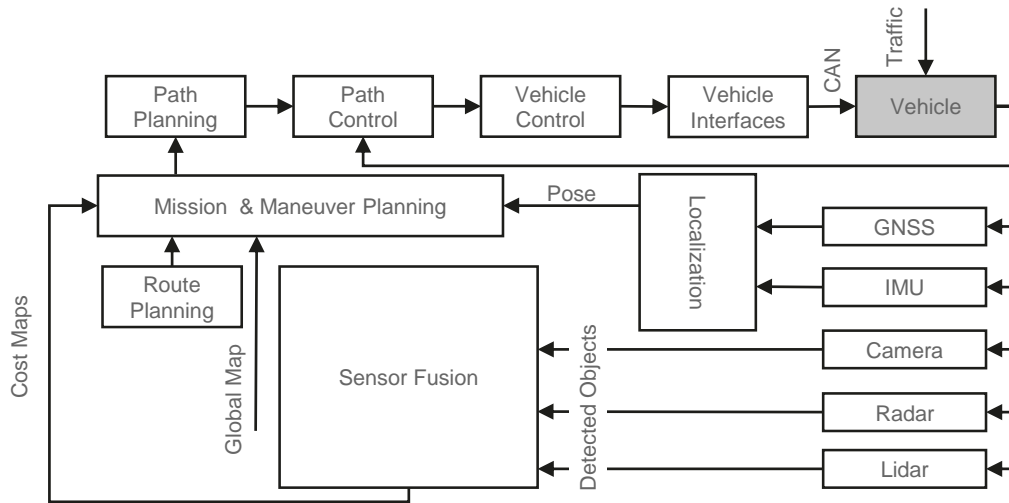 Traffic
CAN
Path
Planning
Path
Control
Vehicle
Control
Vehicle
Interfaces
Vehicle
Mission & Maneuver Planning
Pose
Localization
GNSS
IMU
Route
Planning
Cost Maps
Global Map
Sensor Fusion
Detected Objects
Camera
Radar
Lidar